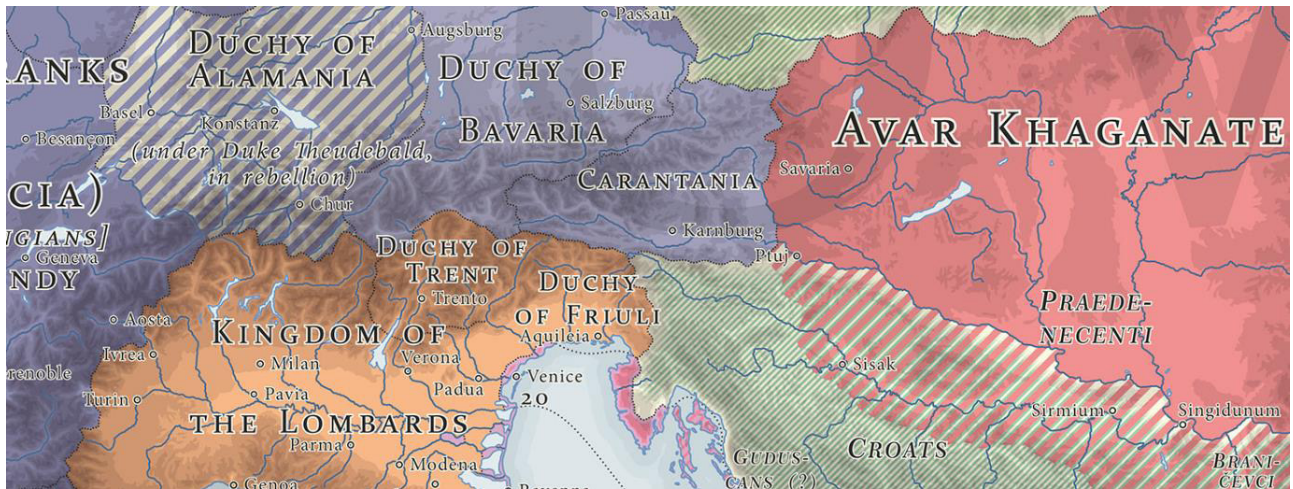 Passau
Augsburg
DUCHY OF
ALAMANIA
RANKS
DUCHY OF
BAVARIA
Salzburg
AVAR KHAGANATE
Basel
Konstanz
Besançon
(under Duke Theudebald,
in rebellion)
CARANTANIA
Savaria
CIA)
Chur
NGIANS]
Geneva
NDY
Karnburg
Ptuj
DUCHY OF
TRENT
Trento
DUCHY
OF FRIULI
Aquileia
PRAEDE-
NECENTI
Aosta
KINGDOM OF
Ivrea
Milan
Verona
Sisak
Grenoble
Padua
Venice
20
Turin
Pavia
THE LOMBARDS
Sirmium
Singidunum
Parma
CROATS
Modena
GUDUS-
CANS (?)
BRANI-
ČEVCI
Genoa
Ravenna